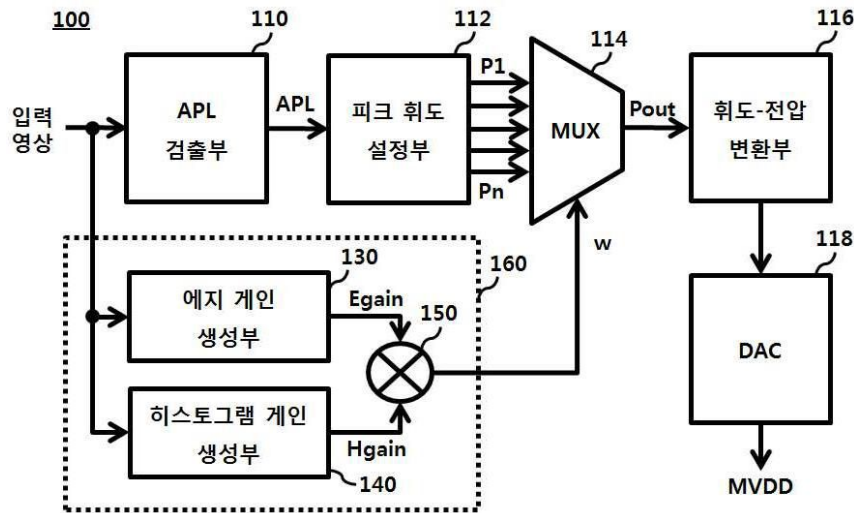 100
110
112
114
116
입력
영상
APL
검출부
APL
피크 휘도
설정부
P1
Pn
MUX
Pout
휘도-전압
변환부
w
118
DAC
MVDD
130
160
에지 게인
생성부
Egain
150
히스토그램 게인
생성부
Hgain
140